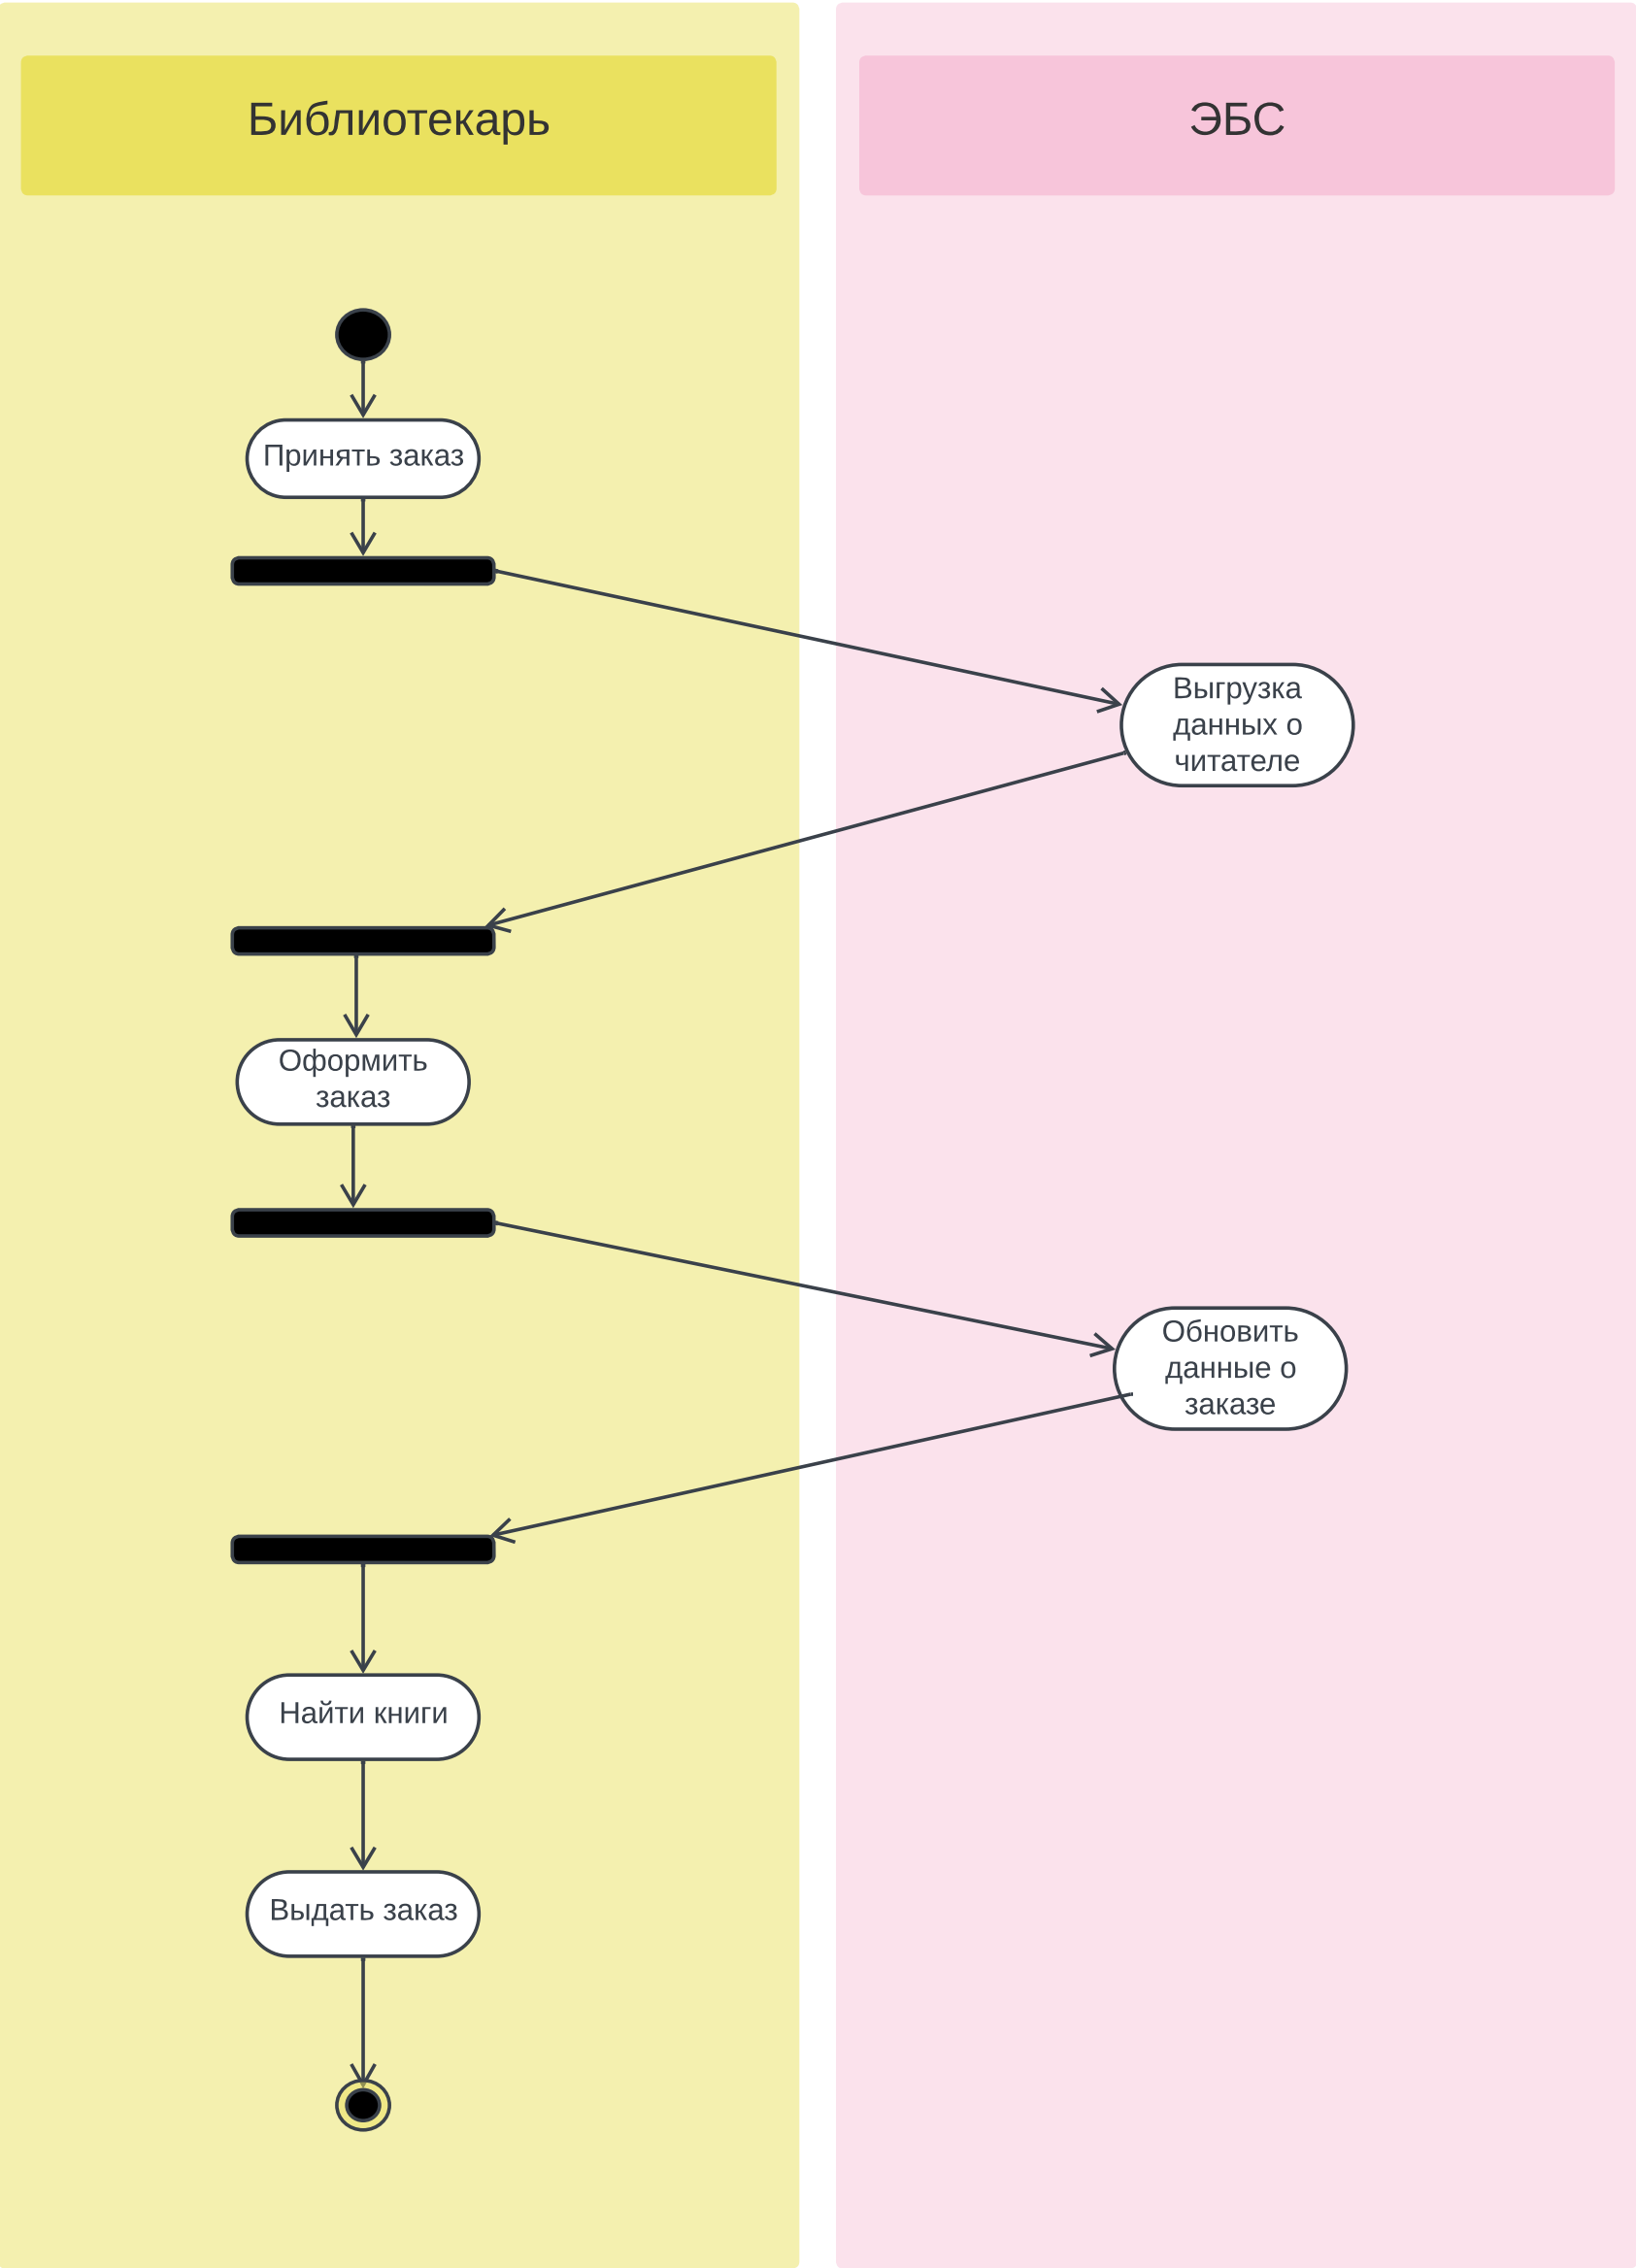 Библиотекарь
ЭБС
Принять заказ
Выгрузка
данных о
читателе
Оформить
заказ
Обновить
данные о
заказе
Найти книги
Выдать заказ